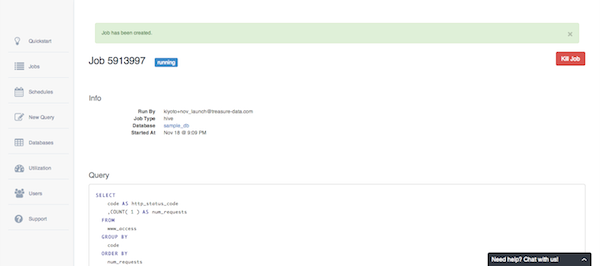 Job has been created.
×
Quickstart
Jobs
Schedules
New Query
Databases
Utilization
Users
Support
Job 5913997 running
Kill Job
Info
Run By kiyoto+nov_launch@treasure-data.com
Job Type hive
Database sample_db
Started At Nov 16 @ 9:09 PM
Query
SELECT
code AS http_status_code
,COUNT( 1 ) AS num_requests
FROM
www_access
GROUP BY
code
ORDER BY
num_requests
Need help? Chat with us!